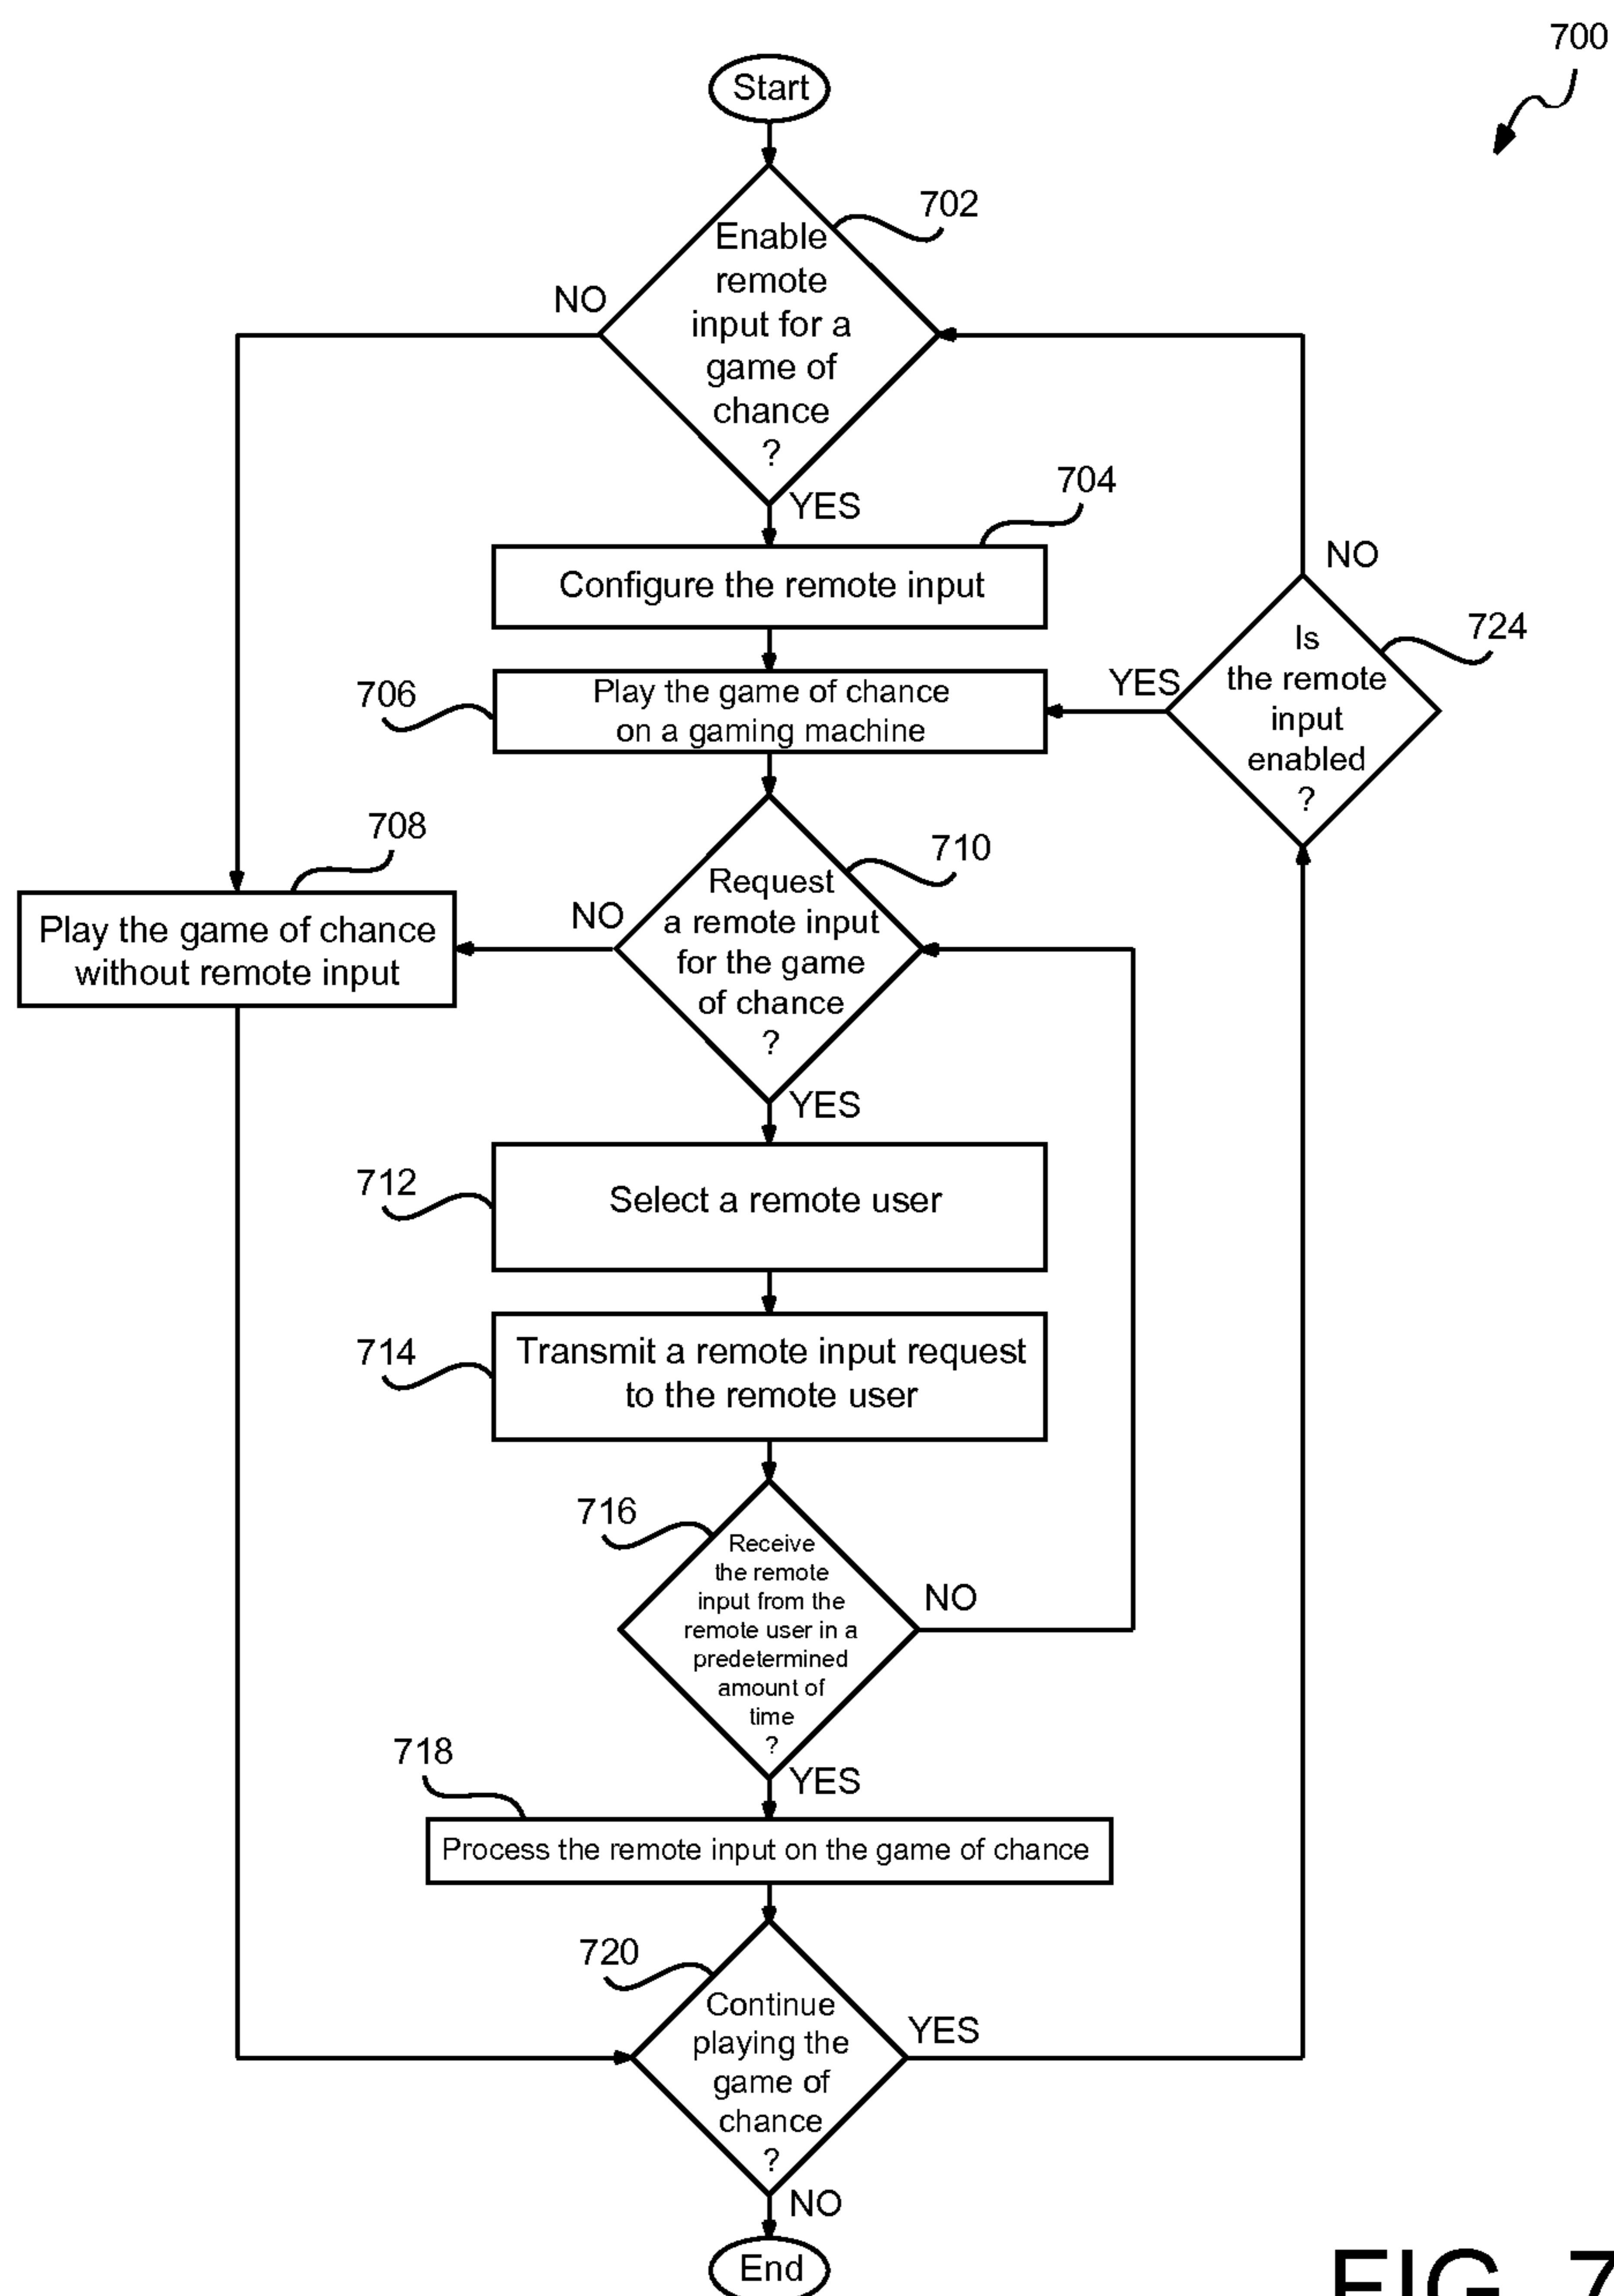 700
Start
702
Enable
remote
input for a
game of
chance
?
NO
YES
704
Configure the remote input
NO
724
Is
the remote
input
enabled
?
YES
706
Play the game of chance
on a gaming machine
708
Play the game of chance
without remote input
710
Request
a remote input
for the game
of chance
?
NO
YES
712
Select a remote user
714
Transmit a remote input request
to the remote user
716
Receive
the remote
input from the
remote user in a
predetermined
amount of
time
?
NO
YES
718
Process the remote input on the game of chance
720
Continue
playing the
game of
chance
?
YES
NO
End
FIG. 7